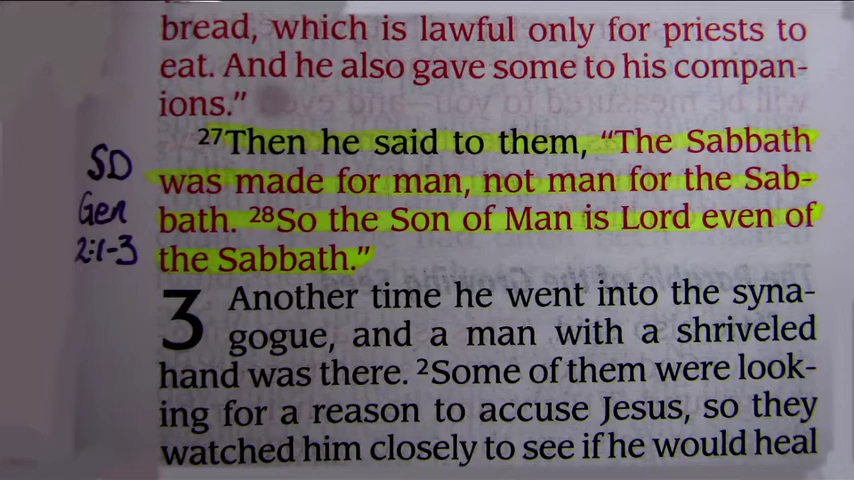 bread, which is lawful only for priests to
eat. And he also gave some to his compan-
ions.”
27Then he said to them, “The Sabbath
was made for man, not man for the Sab-
bath. 28So the Son of Man is Lord even of
the Sabbath.”
SD
Gen
2:1-3
3 Another time he went into the syna-
gogue, and a man with a shriveled
hand was there. 2Some of them were look-
ing for a reason to accuse Jesus, so they
watched him closely to see if he would heal